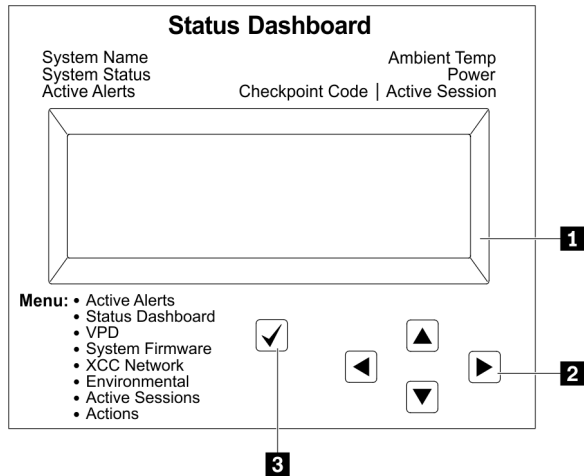 Status Dashboard
System Name
System Status
Active Alerts
Ambient Temp
Power
Checkpoint Code | Active Session
1
Menu: • Active Alerts
• Status Dashboard
• VPD
• System Firmware
• XCC Network
• Environmental
• Active Sessions
• Actions
2
3